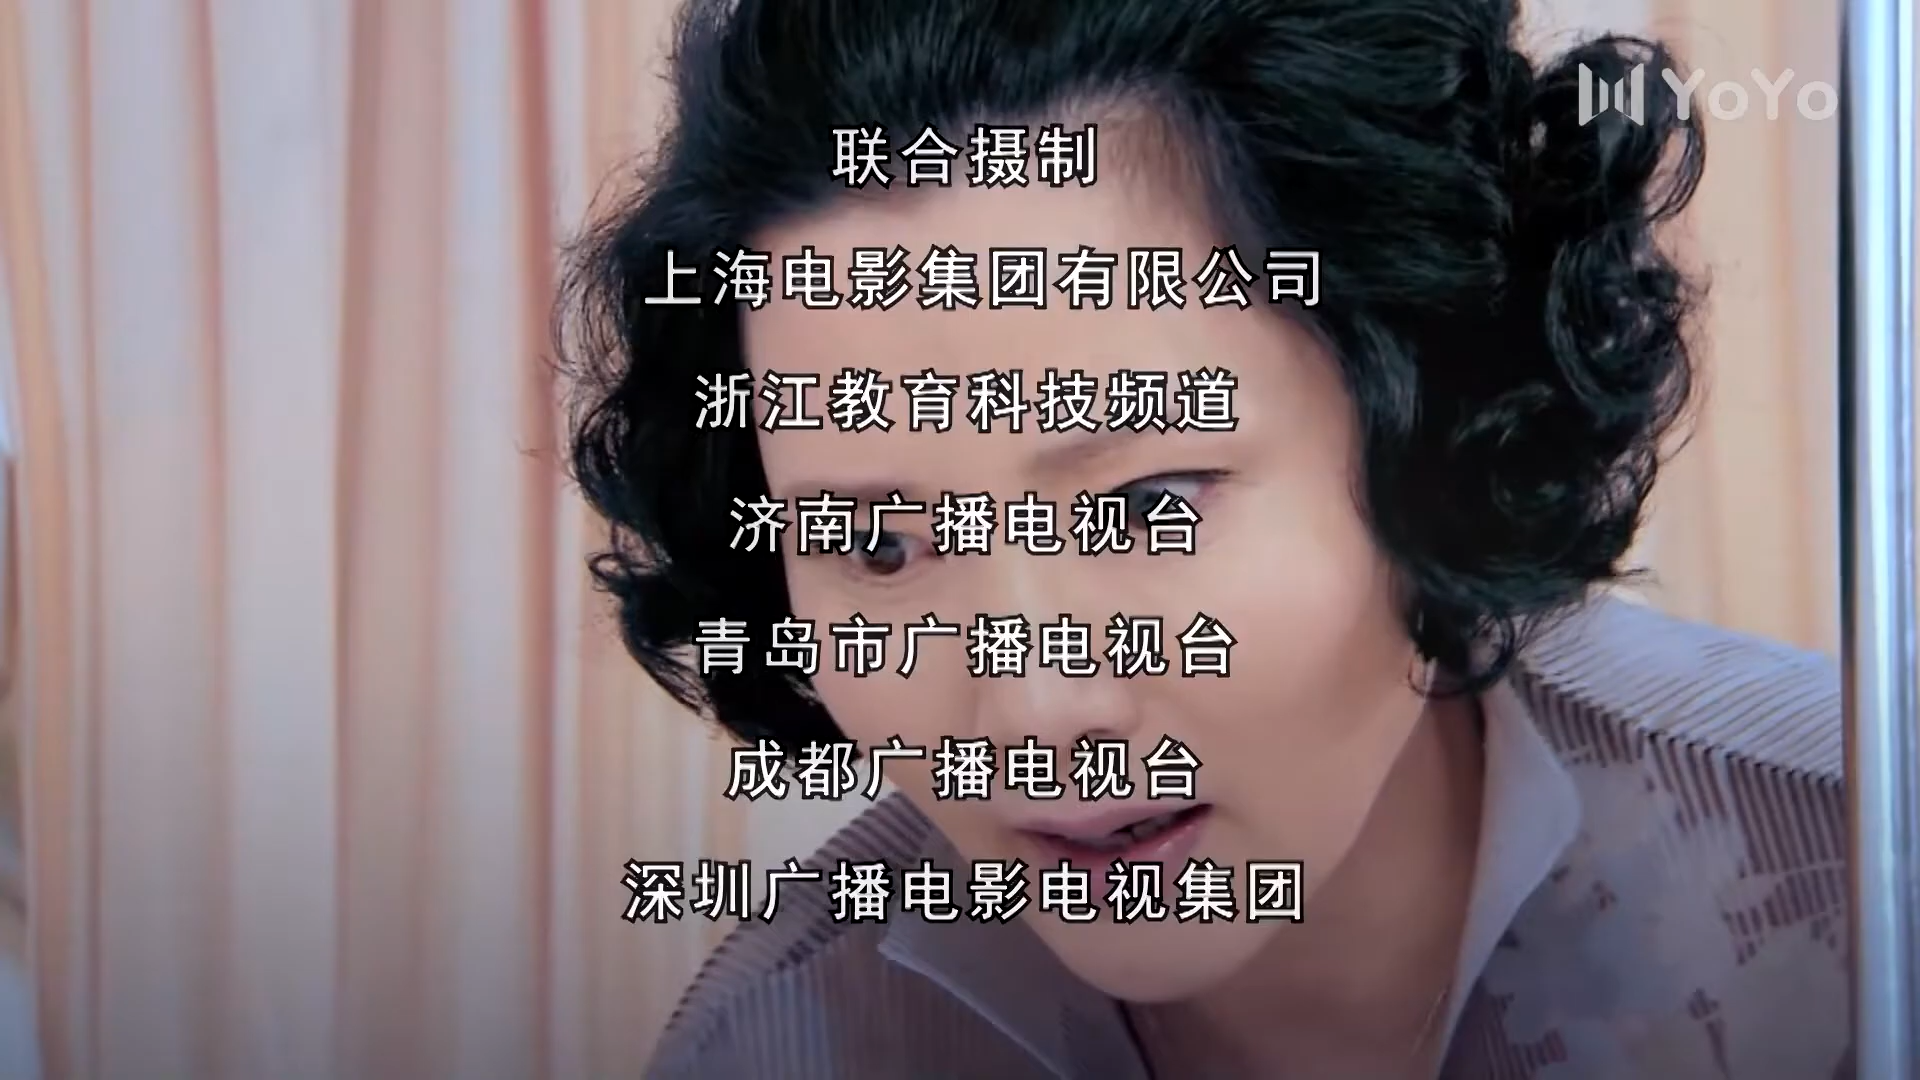 YoYo
联合摄制
上海电影集团有限公司
浙江教育科技频道
济南广播电视台
青岛市广播电视台
成都广播电视台
深圳广播电影电视集团